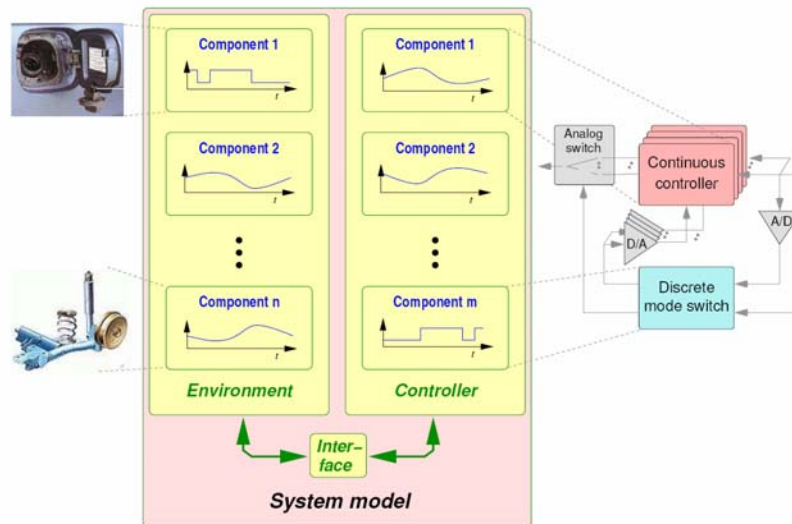 Component 1
t
Component 2
t
Component n
t
Environment
Component 1
t
Component 2
t
Component m
t
Controller
Inter-
face
System model
Analog
switch
Continuous
controller
A/D
D/A
Discrete
mode switch